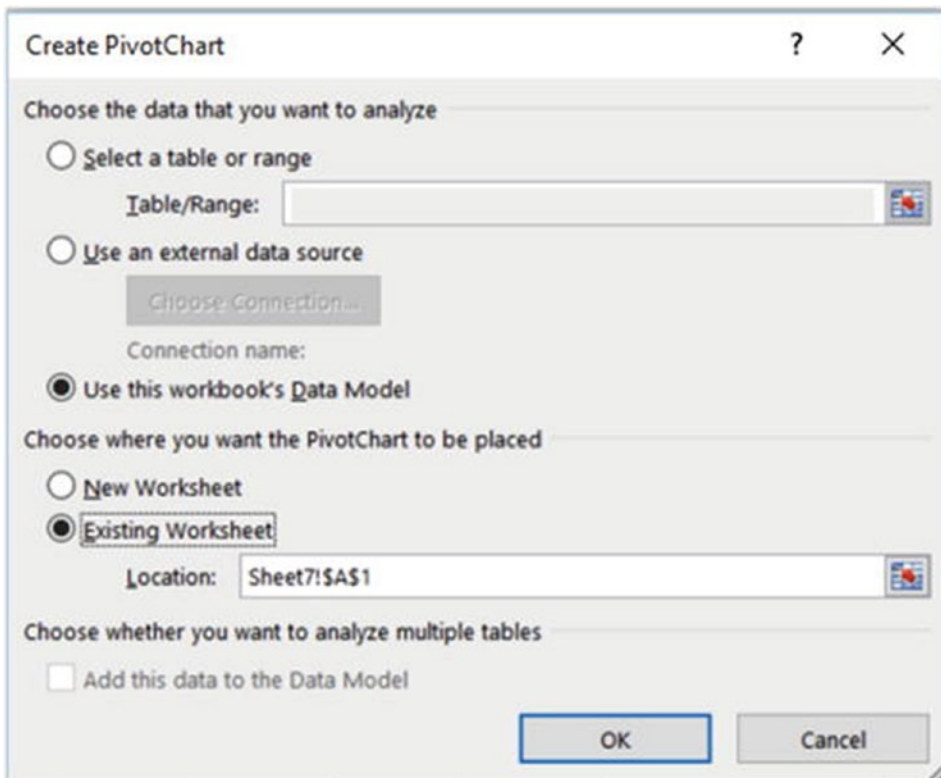 Create PivotChart ?
Choose the data that you want to analyze
Select a table or range
Table/Range:
Use an external data source
Choose Connection...
Connection name:
Use this workbook's Data Model
Choose where you want the PivotChart to be placed
New Worksheet
Existing Worksheet
Location: Sheet7!$A$1
Choose whether you want to analyze multiple tables
Add this data to the Data Model
OK Cancel